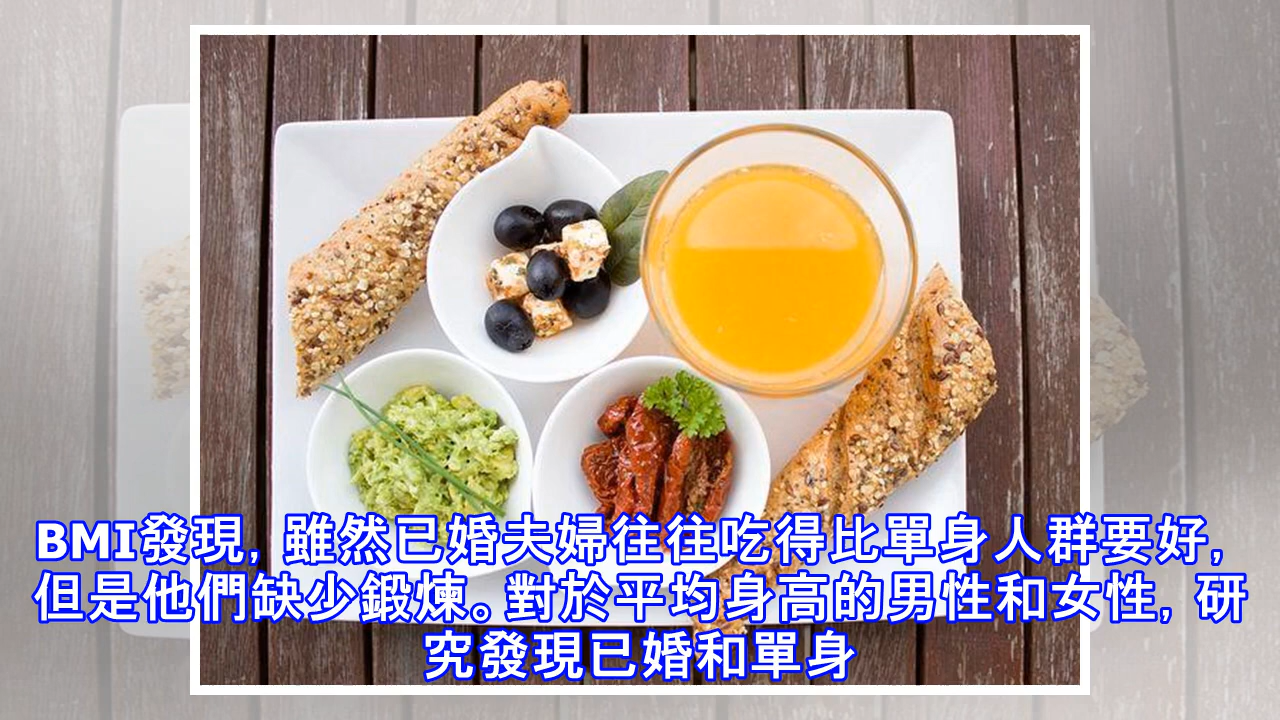 BMI發現, 雖然已婚夫婦往往吃得比單身人群要好,
但是他們缺少鍛煉。對於平均身高的男性和女性, 研
究發現已婚和單身